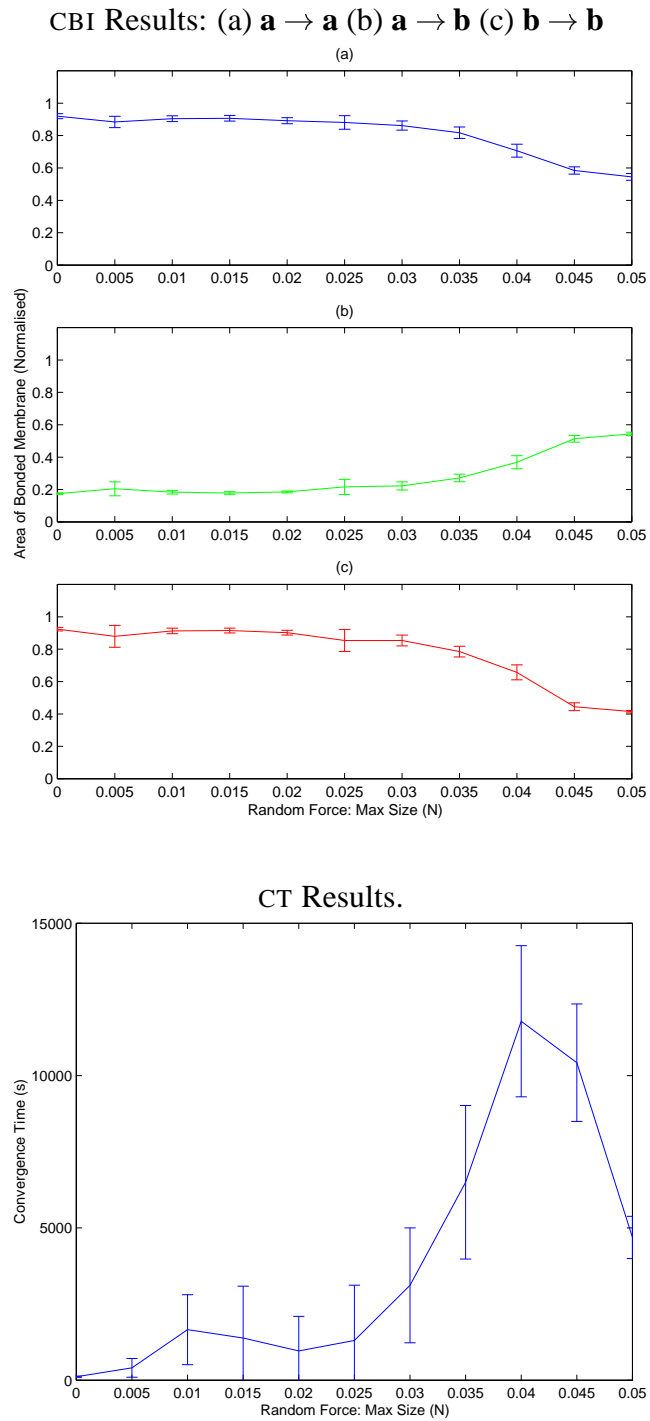 CBI Results: (a) a → a (b) a → b (c) b → b
(a)
1
0.8
0.6
0.4
0.2
0
0 0.005 0.01 0.015 0.02 0.025 0.03 0.035 0.04 0.045 0.05
Area of Bonded Membrane (Normalised)
(b)
1
0.8
0.6
0.4
0.2
0
0 0.005 0.01 0.015 0.02 0.025 0.03 0.035 0.04 0.045 0.05
(c)
1
0.8
0.6
0.4
0.2
0
0 0.005 0.01 0.015 0.02 0.025 0.03 0.035 0.04 0.045 0.05
Random Force: Max Size (N)
CT Results.
15000
10000
5000
0
Convergence Time (s)
0 0.005 0.01 0.015 0.02 0.025 0.03 0.035 0.04 0.045 0.05
Random Force: Max Size (N)